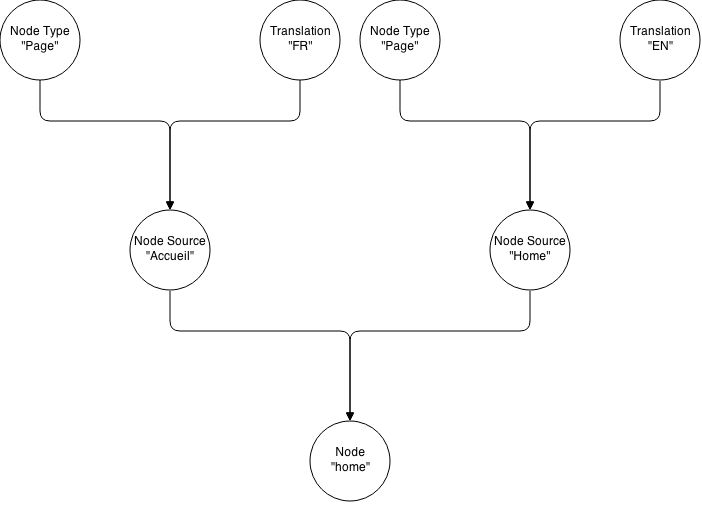 Node Type
"Page"
Translation
"FR"
Node Type
"Page"
Translation
"EN"
Node Source
"Accueil"
Node Source
"Home"
Node
"home"